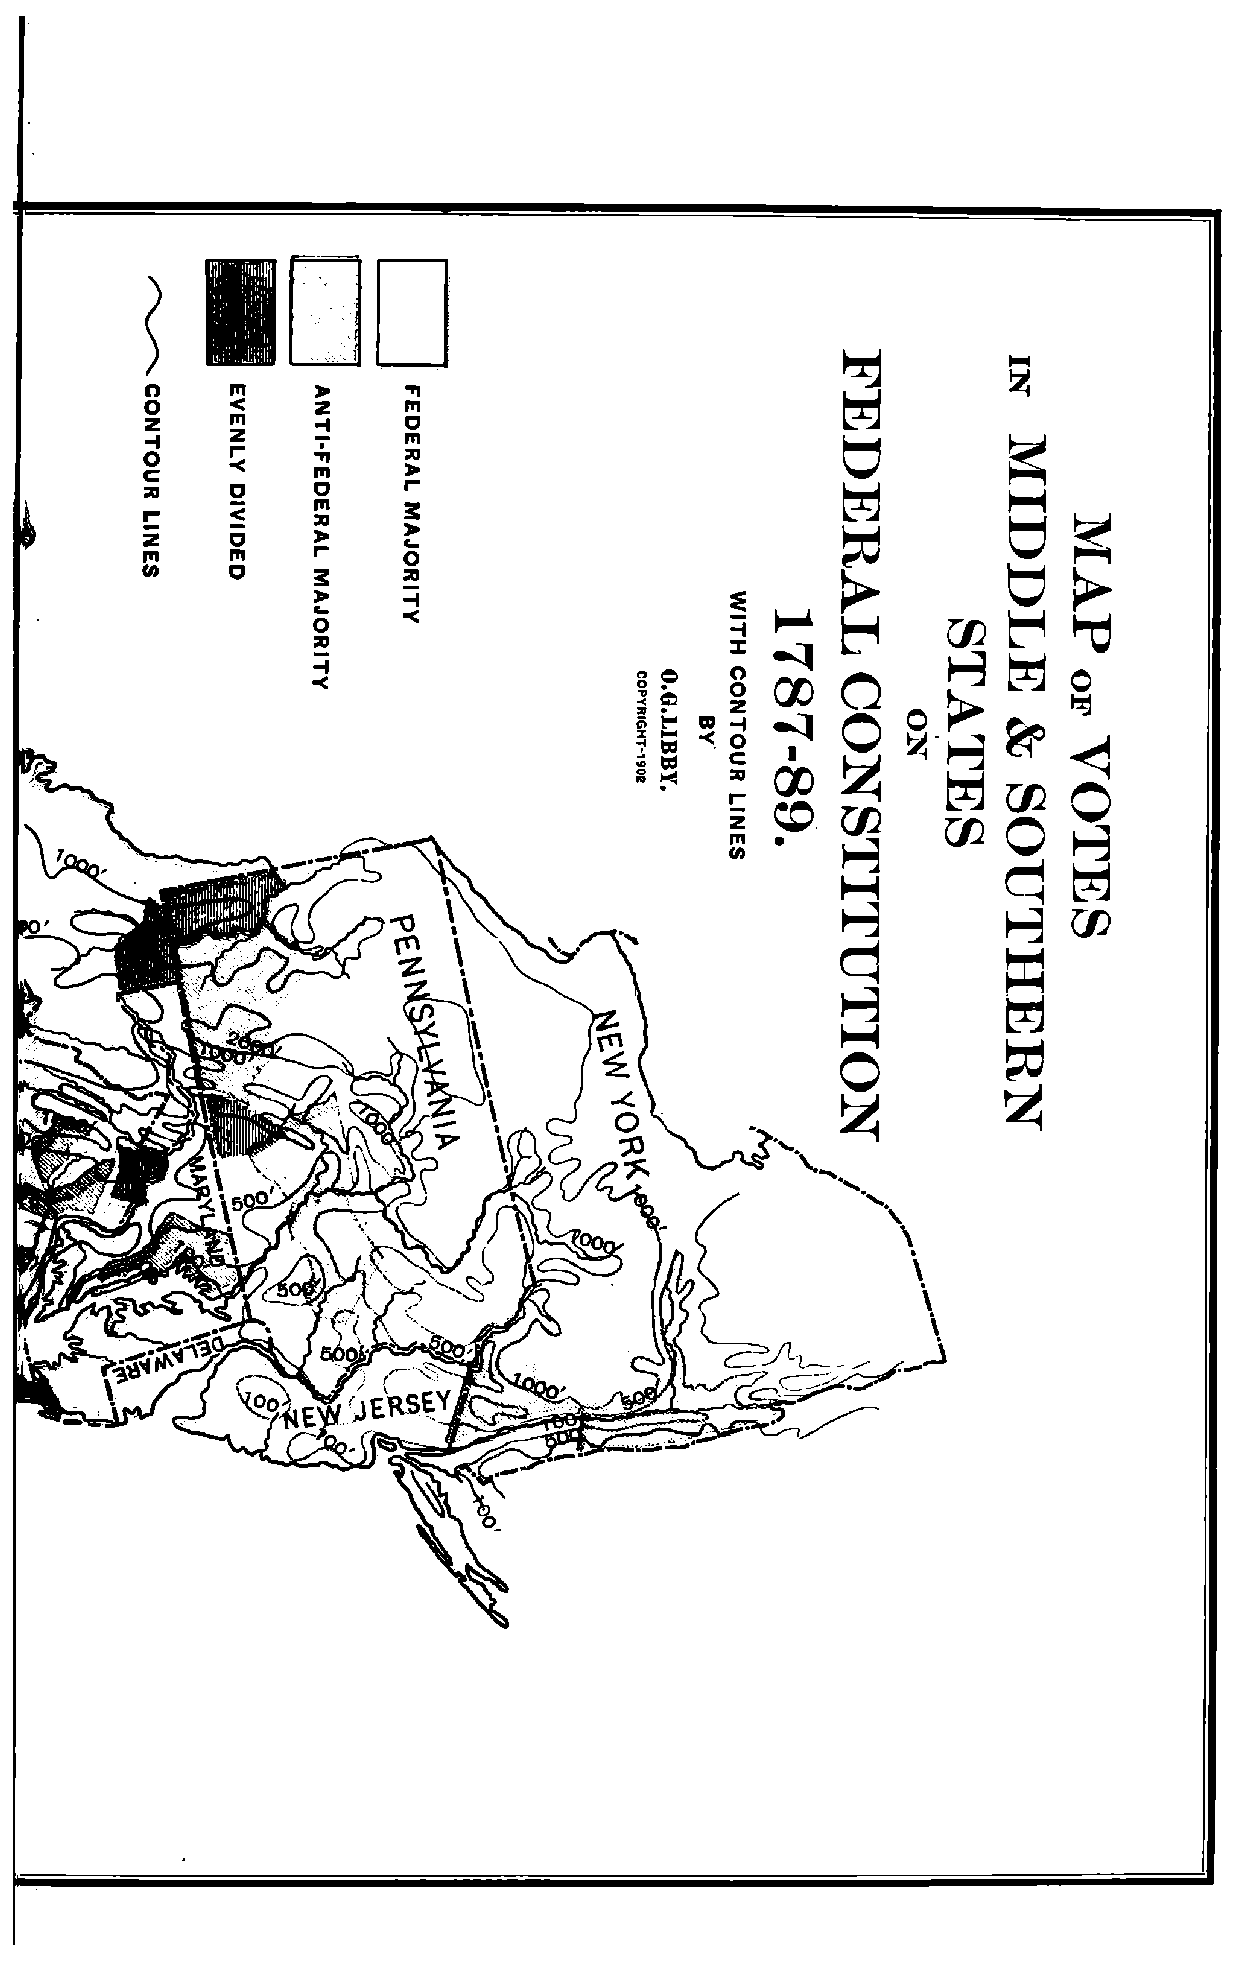 MAP OF VOTES
IN MIDDLE & SOUTHERN
STATES
ON
FEDERAL CONSTITUTION
1787-89.
WITH CONTOUR LINES
BY
O.G.LIBBY.
COPYRIGHT-1902
FEDERAL MAJORITY
ANTI-FEDERAL MAJORITY
EVENLY DIVIDED
CONTOUR LINES
NEW YORK
1000'
1000'
PENNSYLVANIA
1000'
2000'
1000'
500'
500'
500'
500'
1000'
500'
100'
500'
100'
NEW JERSEY
100'
100'
MARYLAND
DELAWARE
1000'